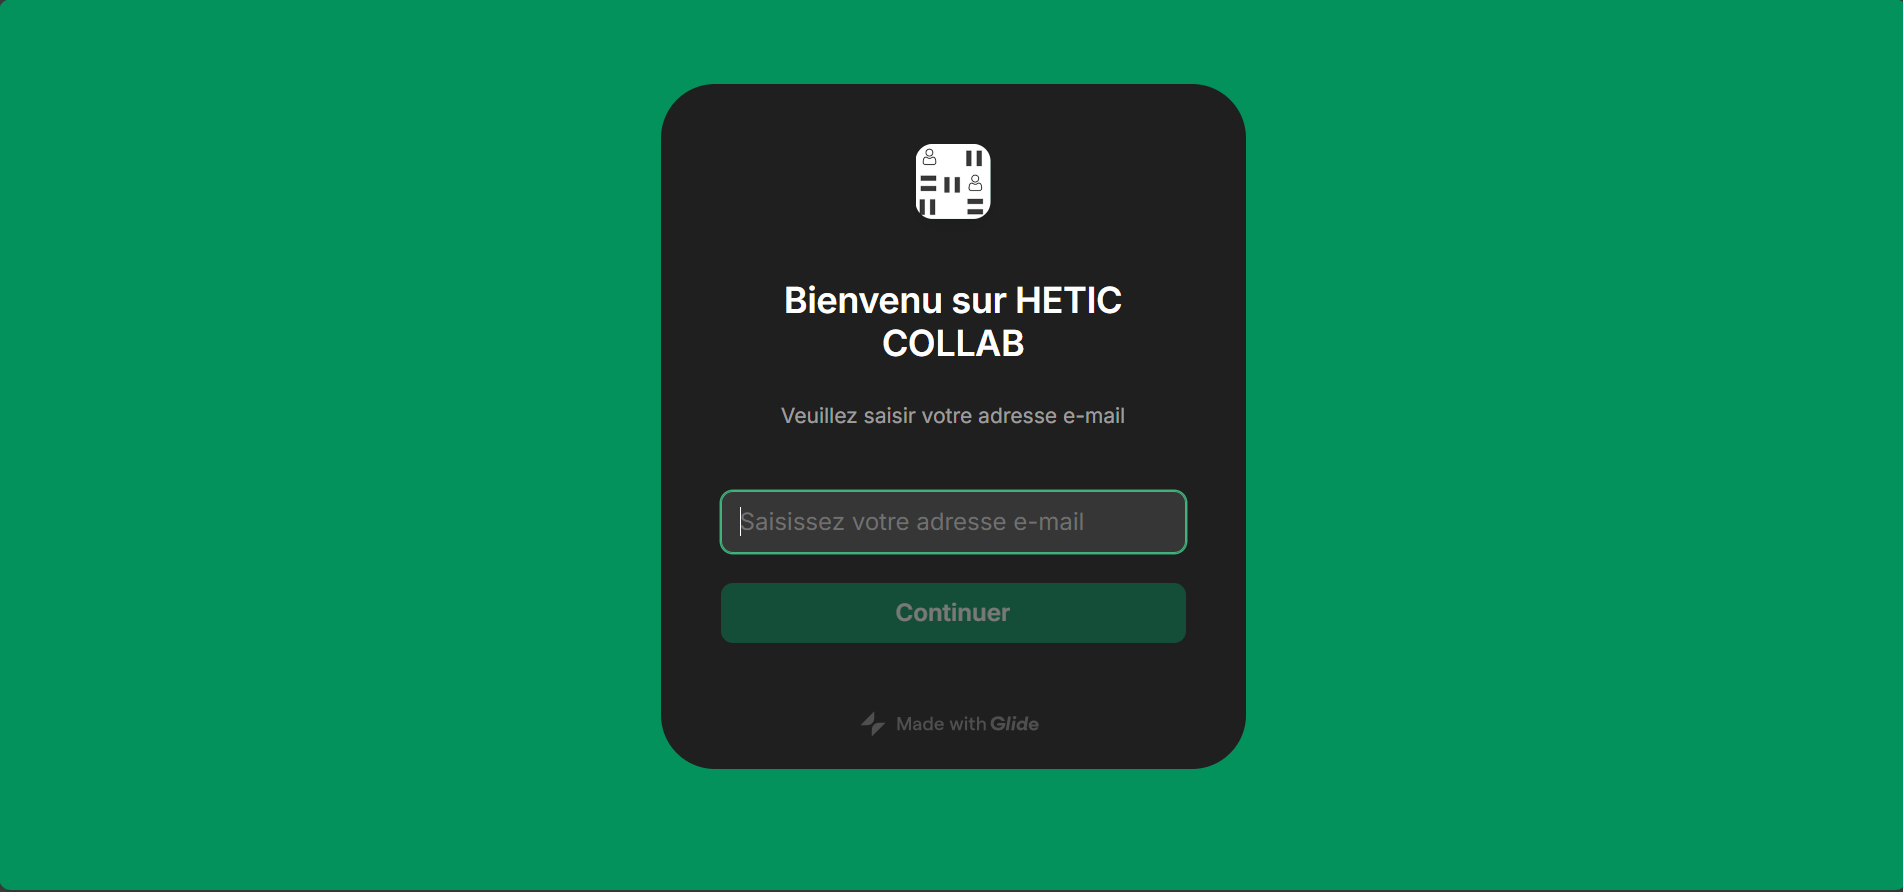 Bienvenu sur HETIC
COLLAB
Veuillez saisir votre adresse e-mail
Saisissez votre adresse e-mail
Continuer
Made with Glide